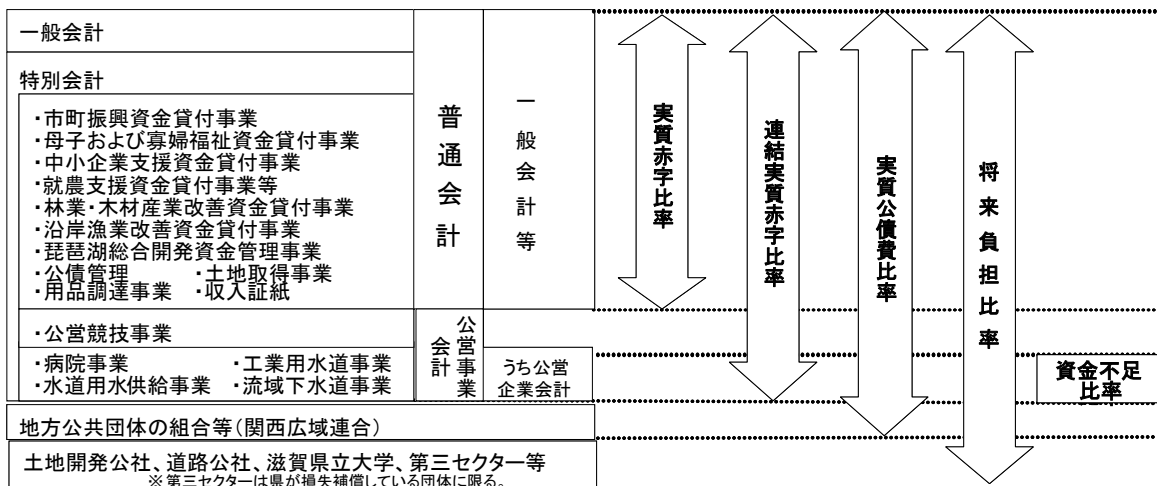 一般会計
特別会計
・市町振興資金貸付事業
・母子および寡婦福祉資金貸付事業
・中小企業支援資金貸付事業
・就農支援資金貸付事業等
・林業・木材産業改善資金貸付事業
・沿岸漁業改善資金貸付事業
・琵琶湖総合開発資金管理事業
・公債管理　　　・土地取得事業
・用品調達事業　・収入証紙
・公営競技事業
・病院事業　　　　・工業用水道事業
・水道用水供給事業　・流域下水道事業
地方公共団体の組合等（関西広域連合）
土地開発公社、道路公社、滋賀県立大学、第三セクター等
※第三セクターは県が損失補償している団体に限る。
普通会計
公営事業
会計
一般会計等
うち公営
企業会計
実質赤字比率
連結実質赤字比率
実質公債費比率
将来負担比率
資金不足
比率